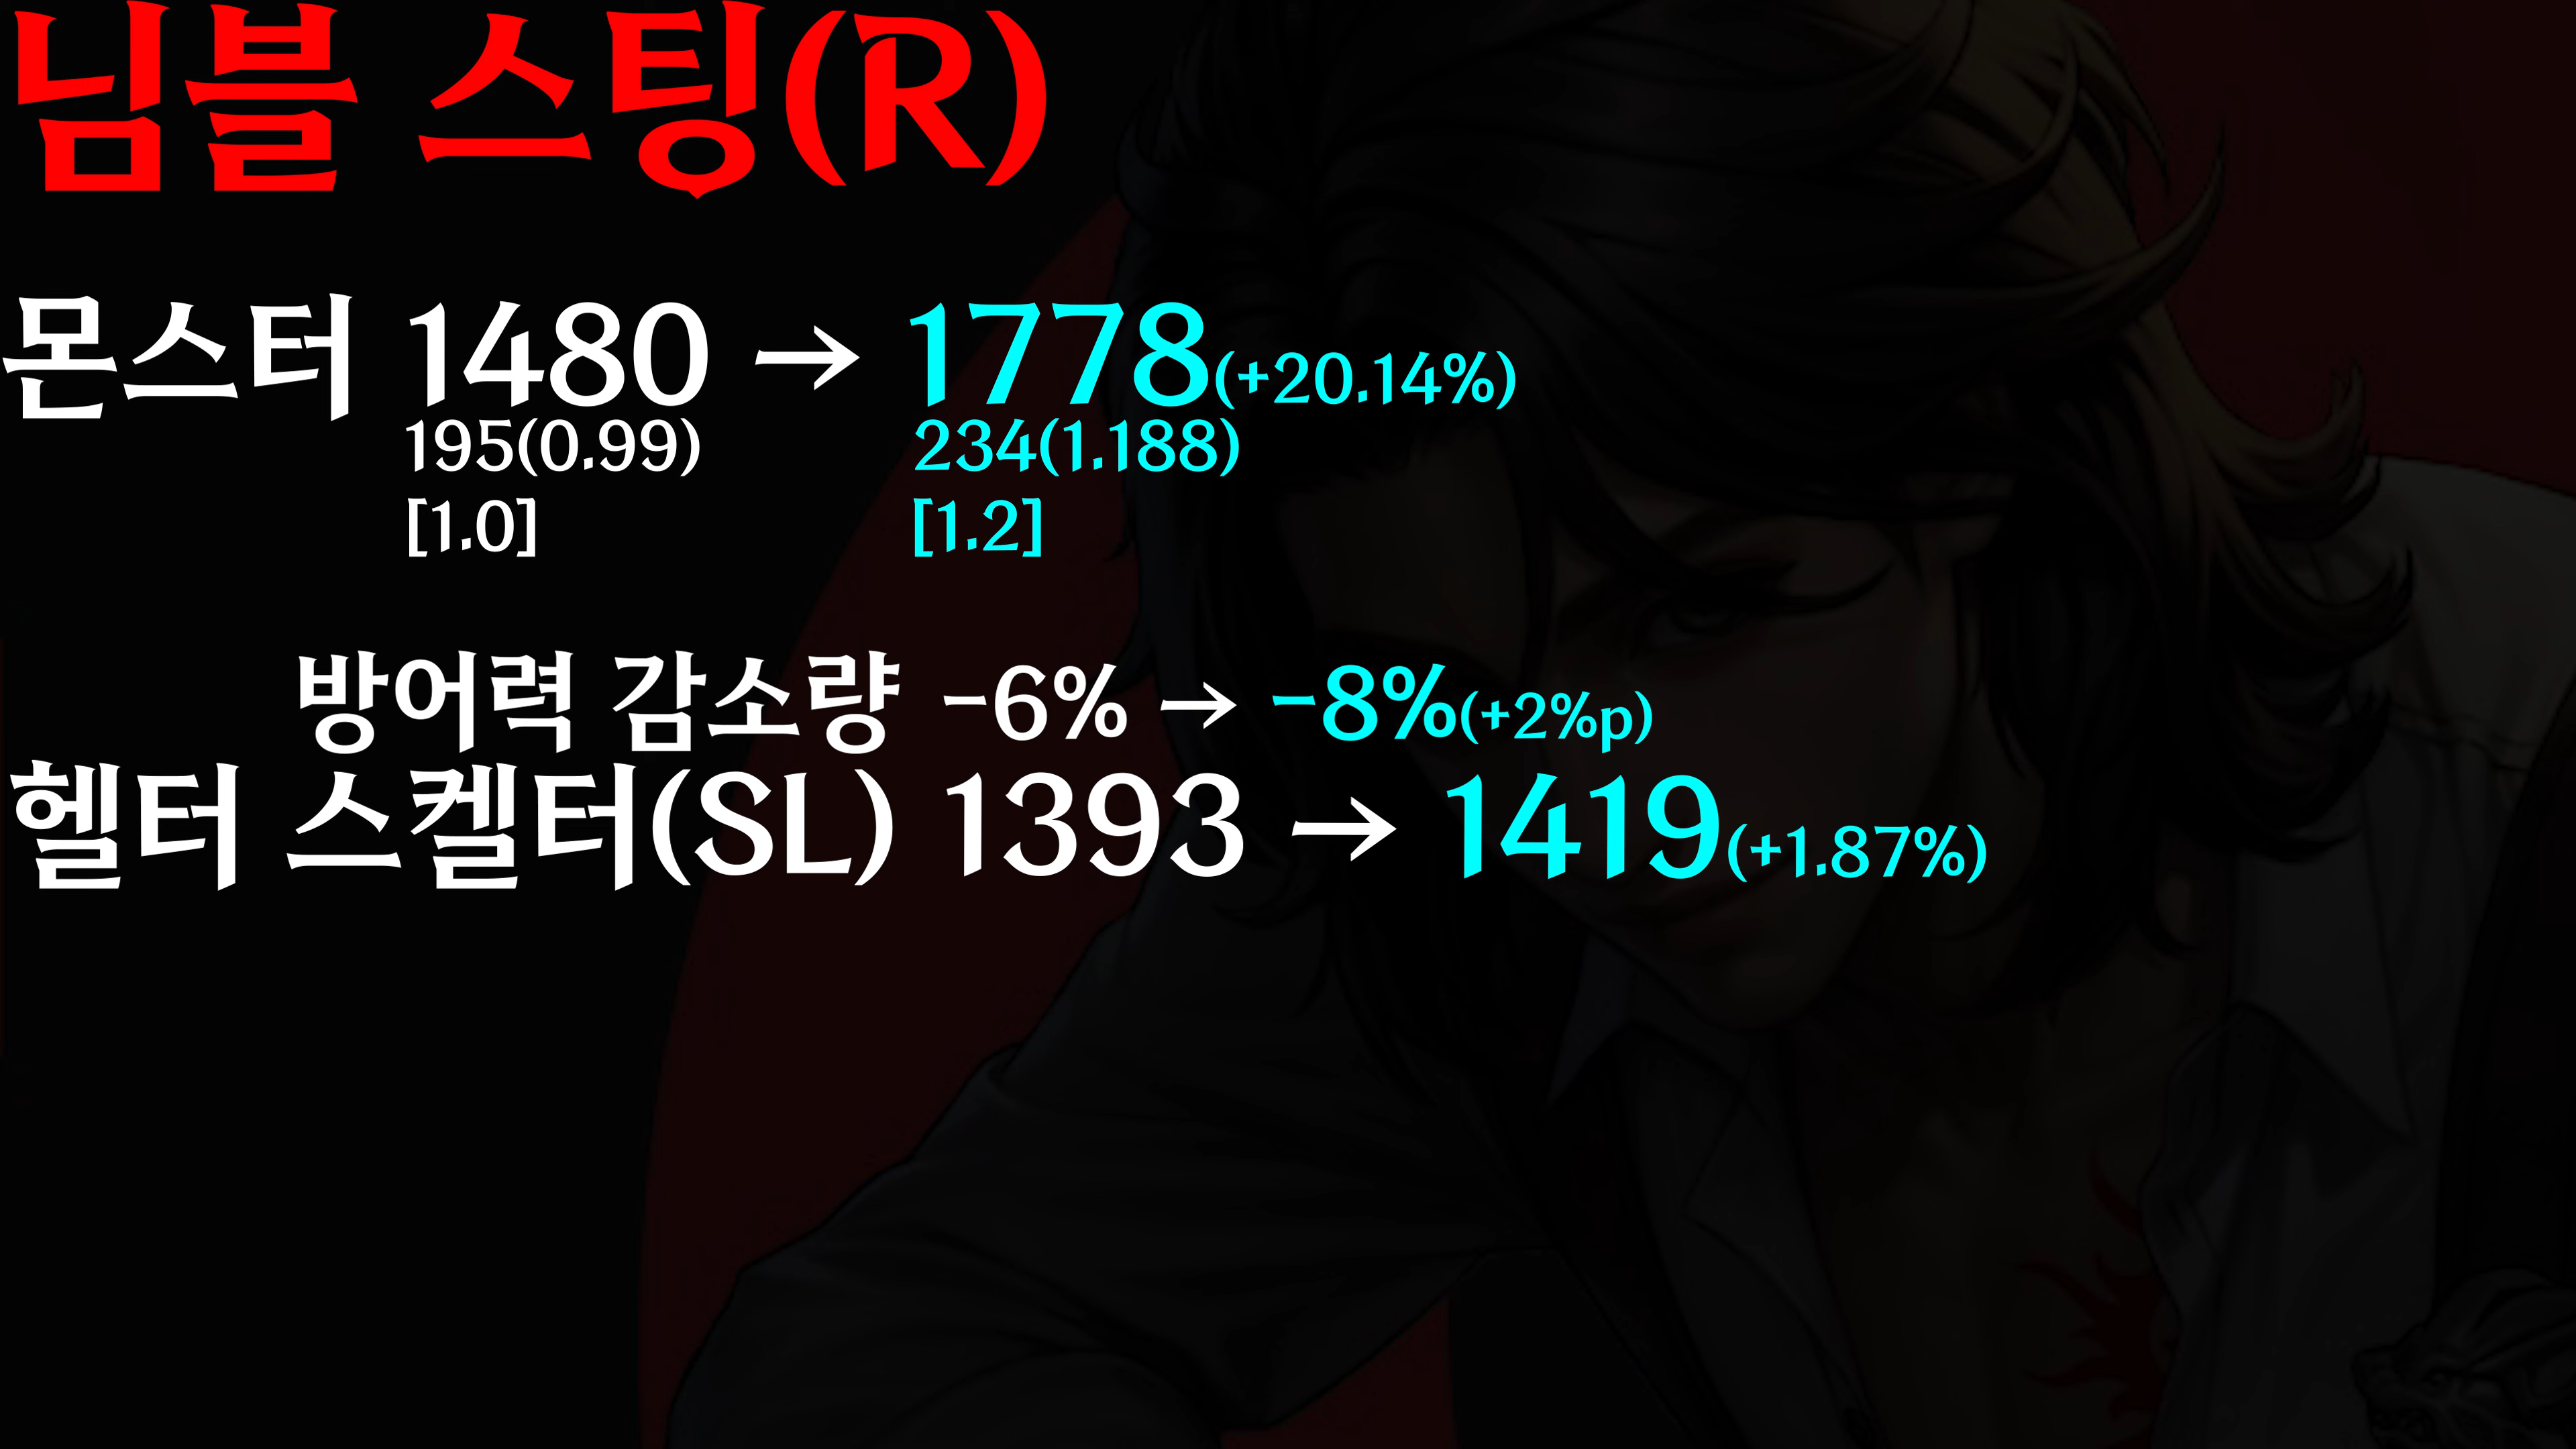 님블 스팅(R)
몬스터 1480 → 1778(+20.14%)
195(0.99) 234(1.188)
[1.0] [1.2]
방어력 감소량 -6% → -8%(+2%p)
헬터 스켈터(SL) 1393 → 1419(+1.87%)